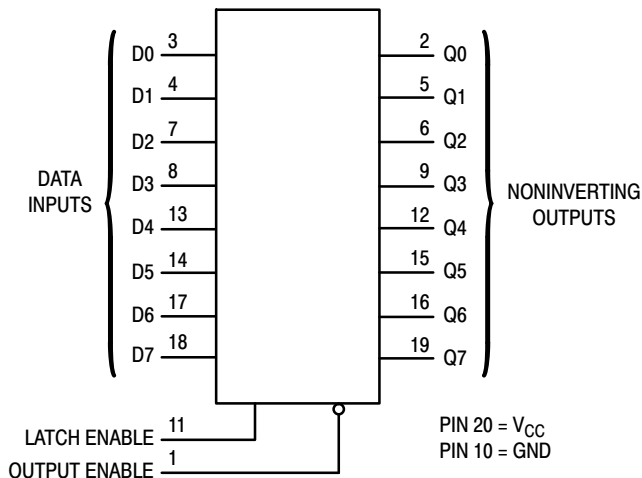 D0 3
D1 4
D2 7
D3 8
D4 13
D5 14
D6 17
D7 18
DATA
INPUTS
2 Q0
5 Q1
6 Q2
9 Q3
12 Q4
15 Q5
16 Q6
19 Q7
NONINVERTING
OUTPUTS
LATCH ENABLE 11
OUTPUT ENABLE 1
PIN 20 = VCC
PIN 10 = GND